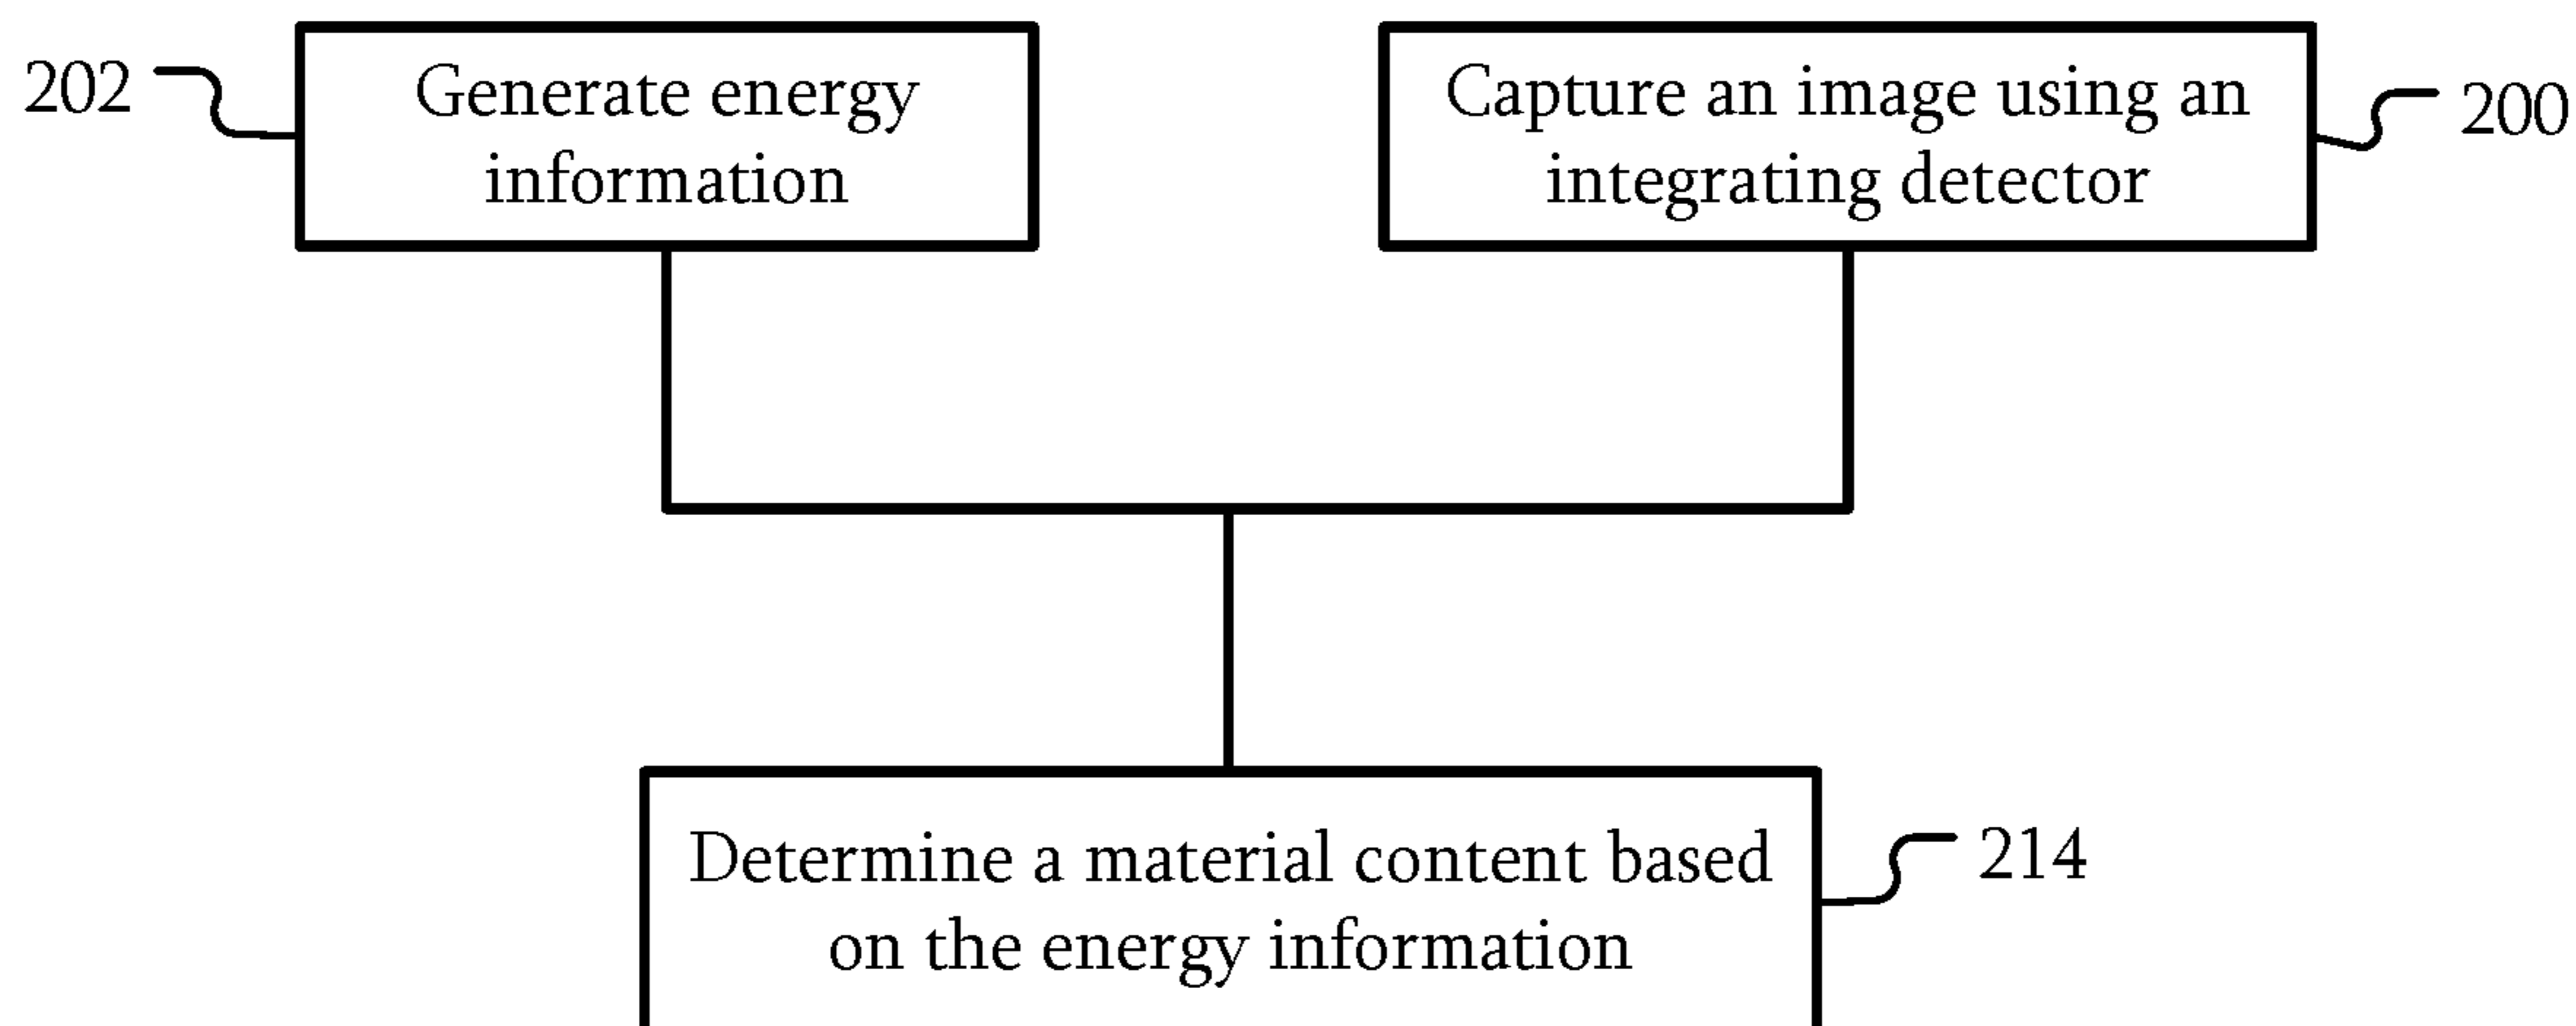 202
Generate energy
information
Capture an image using an
integrating detector
200
Determine a material content based
on the energy information
214